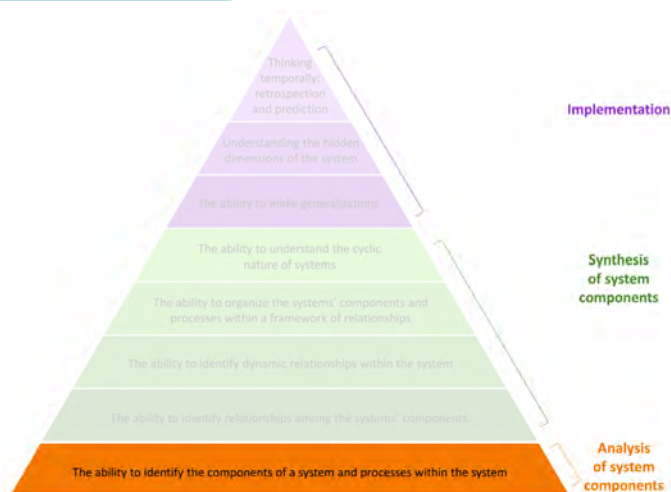 Thinking
temporally:
retrospection
and prediction
Implementation
Understanding the hidden
dimensions of the system
The ability to make generalizations
The ability to understand the cyclic
nature of systems
Synthesis
of system
components
The ability to organize the systems' components and
processes within a framework of relationships
The ability to identify dynamic relationships within the system
The ability to identify relationships among the systems' components
The ability to identify the components of a system and processes within the system
Analysis
of system
components